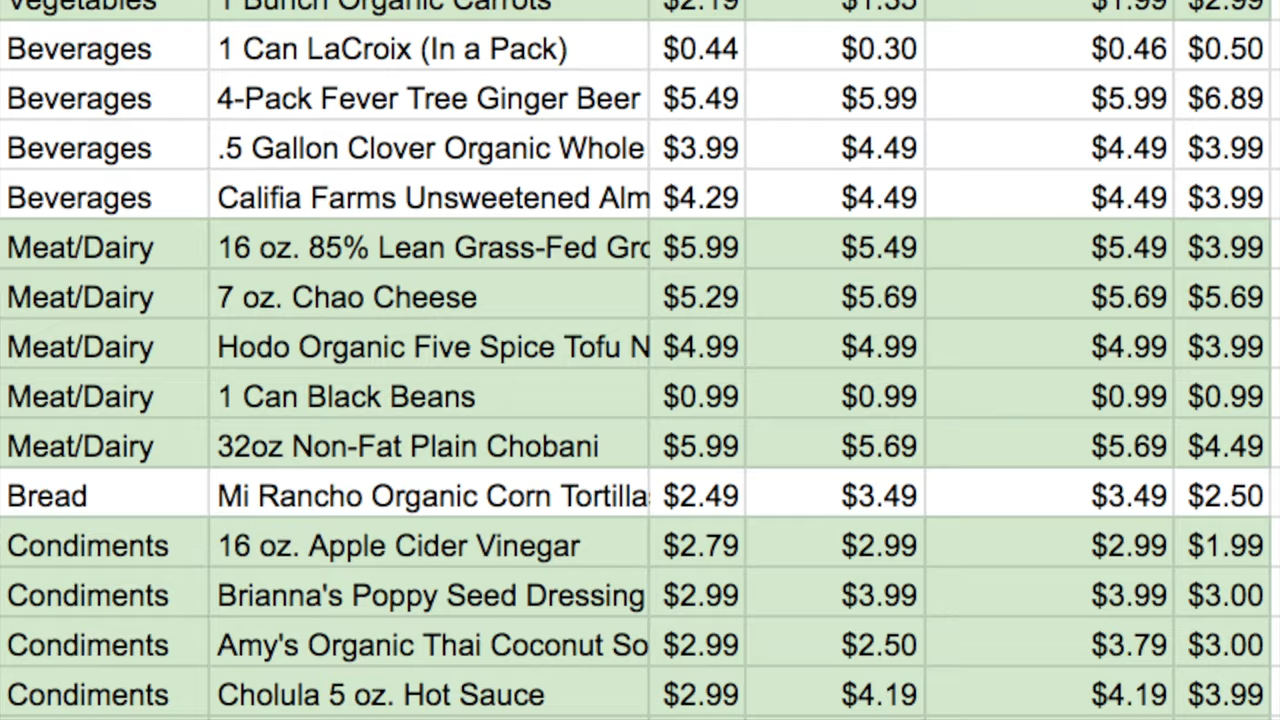 Vegetables 1 Bunch Organic Carrots $2.19 $1.35 $1.99 $2.99
Beverages 1 Can LaCroix (In a Pack) $0.44 $0.30 $0.46 $0.50
Beverages 4-Pack Fever Tree Ginger Beer $5.49 $5.99 $5.99 $6.89
Beverages .5 Gallon Clover Organic Whole $3.99 $4.49 $4.49 $3.99
Beverages Califia Farms Unsweetened Alm $4.29 $4.49 $4.49 $3.99
Meat/Dairy 16 oz. 85% Lean Grass-Fed Gro $5.99 $5.49 $5.49 $3.99
Meat/Dairy 7 oz. Chao Cheese $5.29 $5.69 $5.69 $5.69
Meat/Dairy Hodo Organic Five Spice Tofu N $4.99 $4.99 $4.99 $3.99
Meat/Dairy 1 Can Black Beans $0.99 $0.99 $0.99 $0.99
Meat/Dairy 32oz Non-Fat Plain Chobani $5.99 $5.69 $5.69 $4.49
Bread Mi Rancho Organic Corn Tortillas $2.49 $3.49 $3.49 $2.50
Condiments 16 oz. Apple Cider Vinegar $2.79 $2.99 $2.99 $1.99
Condiments Brianna's Poppy Seed Dressing $2.99 $3.99 $3.99 $3.00
Condiments Amy's Organic Thai Coconut So $2.99 $2.50 $3.79 $3.00
Condiments Cholula 5 oz. Hot Sauce $2.99 $4.19 $4.19 $3.99